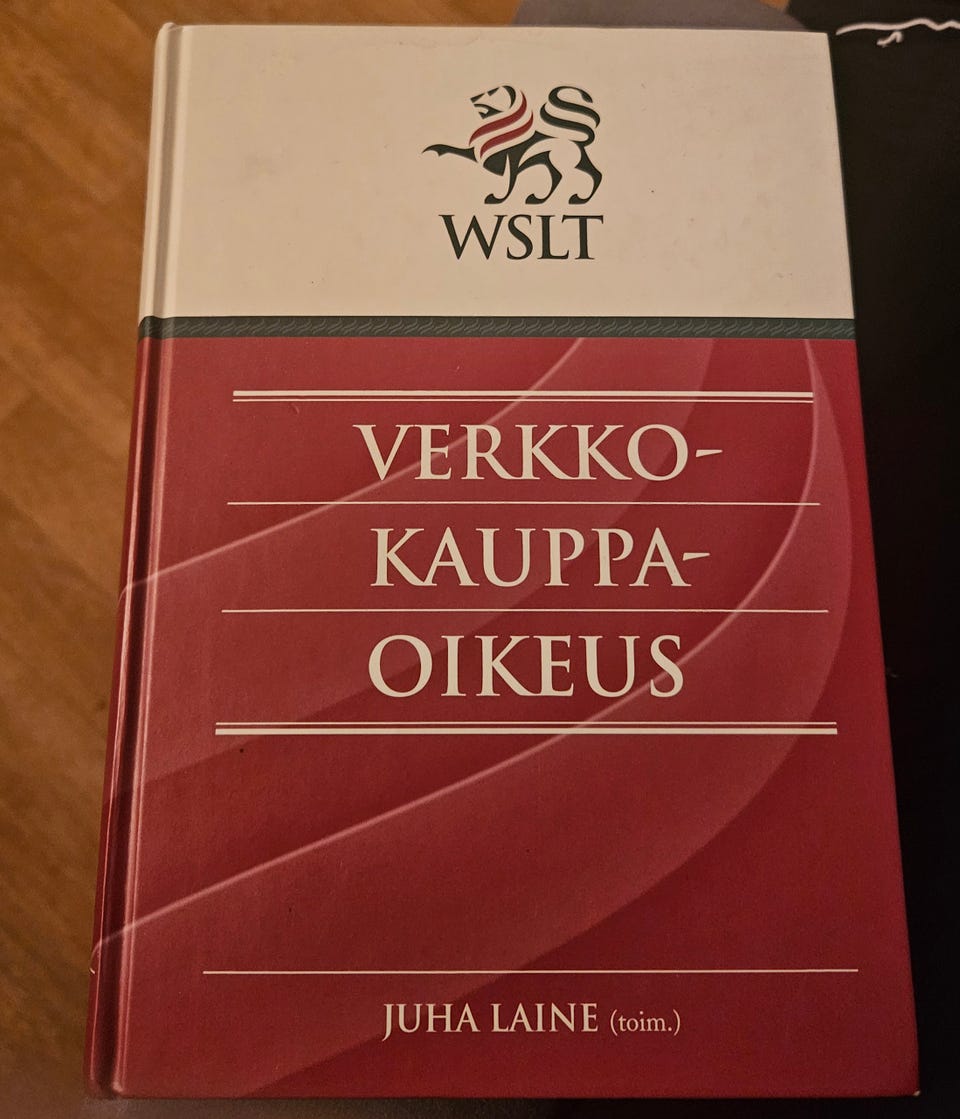 WSLT
VERKKO-
KAUPPA-
OIKEUS
JUHA LAINE (toim.)